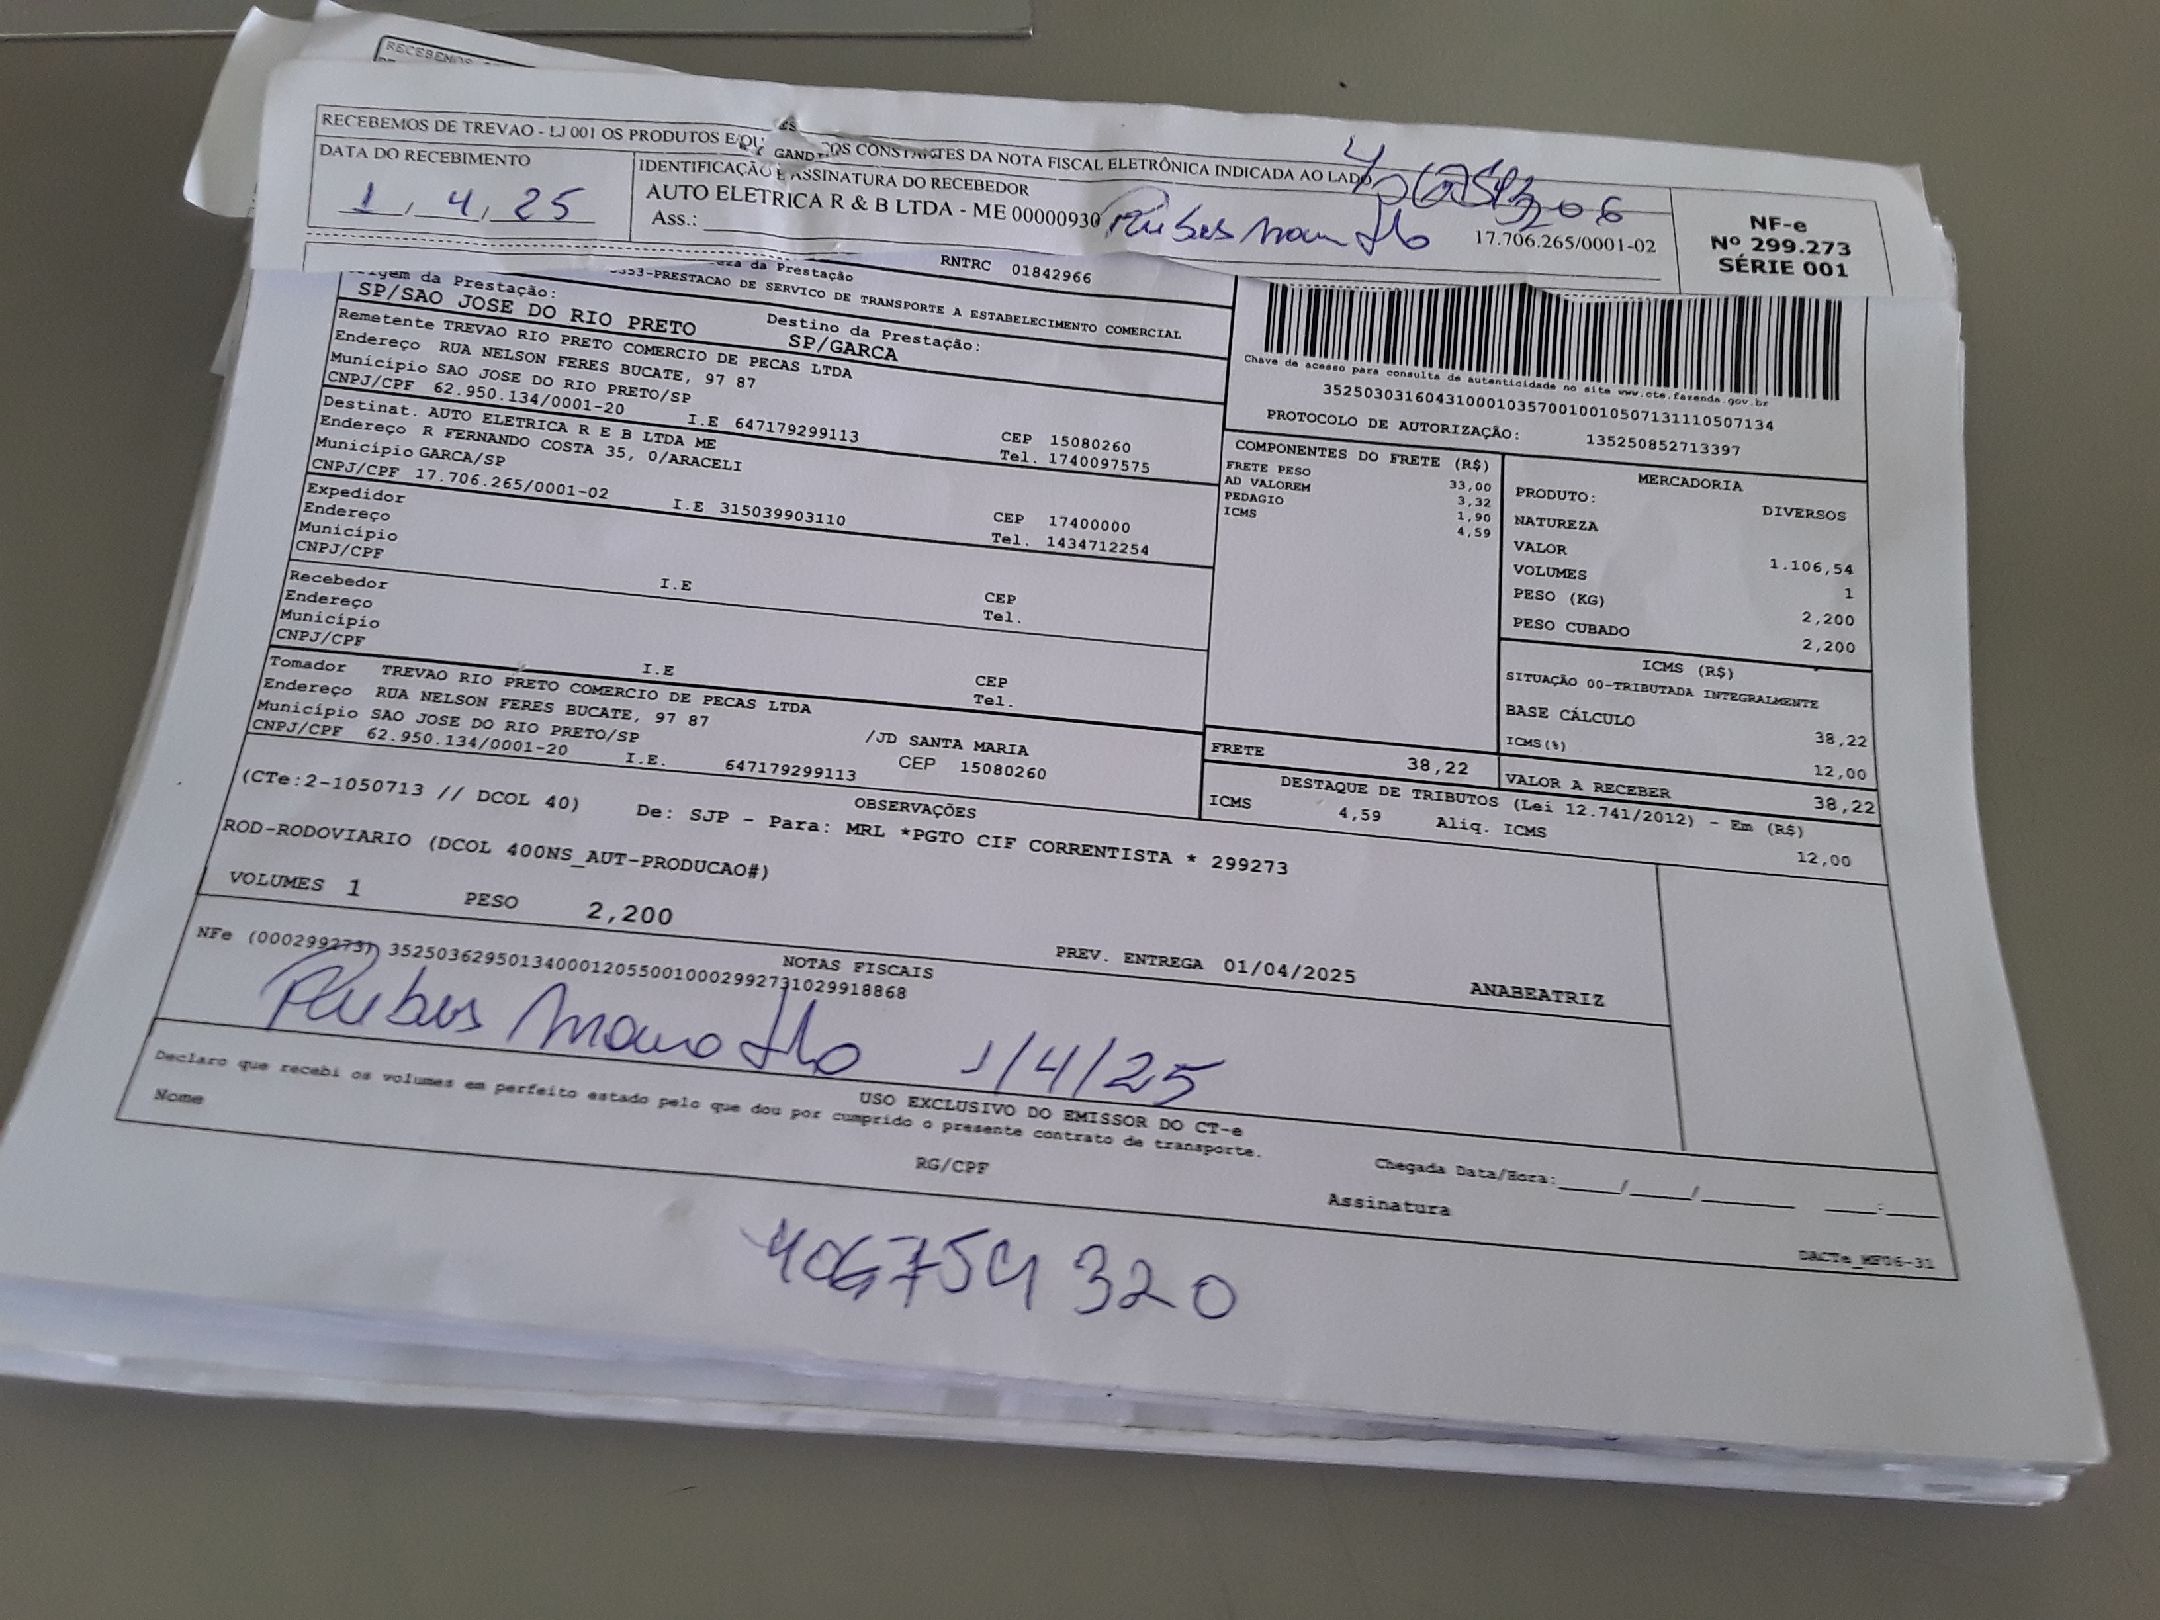 RECEBEMOS
RECEBEMOS DE TREVAO - LJ 001 OS PRODUTOS E/OU CONSTANTES DA NOTA FISCAL ELETRÔNICA INDICADA AO LADO
GAND
DATA DO RECEBIMENTO
1, 4, 25
IDENTIFICAÇÃO E ASSINATURA DO RECEBEDOR
AUTO ELETRICA R & B LTDA - ME 00000930
17.706.265/0001-02
Ass.:
NF-e
Nº 299.273
SÉRIE 001
da Prestação
RNTRC 01842966
353-PRESTACAO DE SERVICO DE TRANSPORTE A ESTABELECIMENTO COMERCIAL
da Prestação:
SP/SAO JOSE DO RIO PRETO
Destino da Prestação:
SP/GARCA
Remetente TREVAO RIO PRETO COMERCIO DE PECAS LTDA
Endereço RUA NELSON FERES BUCATE, 97 87
Município SAO JOSE DO RIO PRETO/SP
CEP 15080260
CNPJ/CPF 62.950.134/0001-20 I.E 647179299113 Tel. 1740097575
Destinat. AUTO ELETRICA R E B LTDA ME
Endereço R FERNANDO COSTA 35, 0/ARACELI
Município GARCA/SP CEP 17400000
CNPJ/CPF 17.706.265/0001-02 I.E 315039903110 Tel. 1434712254
Expedidor
Endereço
Município CEP
CNPJ/CPF I.E Tel.
Recebedor
Endereço
Município CEP
CNPJ/CPF I.E Tel.
Tomador TREVAO RIO PRETO COMERCIO DE PECAS LTDA
Endereço RUA NELSON FERES BUCATE, 97 87 /JD SANTA MARIA
Município SAO JOSE DO RIO PRETO/SP CEP 15080260
CNPJ/CPF 62.950.134/0001-20 I.E. 647179299113
Chave de acesso para consulta de autenticidade no site www.cte.fazenda.gov.br
35250303160431000103570010010507131110507134
PROTOCOLO DE AUTORIZAÇÃO: 135250852713397
COMPONENTES DO FRETE (R$)
FRETE PESO 33,00
AD VALOREM 3,32
PEDAGIO 1,90
ICMS 4,59
MERCADORIA
PRODUTO: DIVERSOS
NATUREZA
VALOR 1.106,54
VOLUMES 1
PESO (KG) 2,200
PESO CUBADO 2,200
ICMS (R$)
SITUAÇÃO 00-TRIBUTADA INTEGRALMENTE
BASE CÁLCULO 38,22
ICMS(%) 12,00
FRETE 38,22
VALOR A RECEBER 38,22
DESTAQUE DE TRIBUTOS (Lei 12.741/2012) - Em (R$)
ICMS 4,59 Aliq. ICMS 12,00
OBSERVAÇÕES
(CTe:2-1050713 // DCOL 40) De: SJP - Para: MRL *PGTO CIF CORRENTISTA * 299273
ROD-RODOVIARIO (DCOL 400NS_AUT-PRODUCAO#)
VOLUMES 1 PESO 2,200 PREV. ENTREGA 01/04/2025 ANABEATRIZ
NOTAS FISCAIS
NFe (000299273) 35250362950134000120550010002992731029918868
1/4/25
USO EXCLUSIVO DO EMISSOR DO CT-e
Declaro que recebi os volumes em perfeito estado pelo que dou por cumprido o presente contrato de transporte.
Nome RG/CPF Assinatura
Chegada Data/Hora: / / :
DACTe_MF06-31
406754320